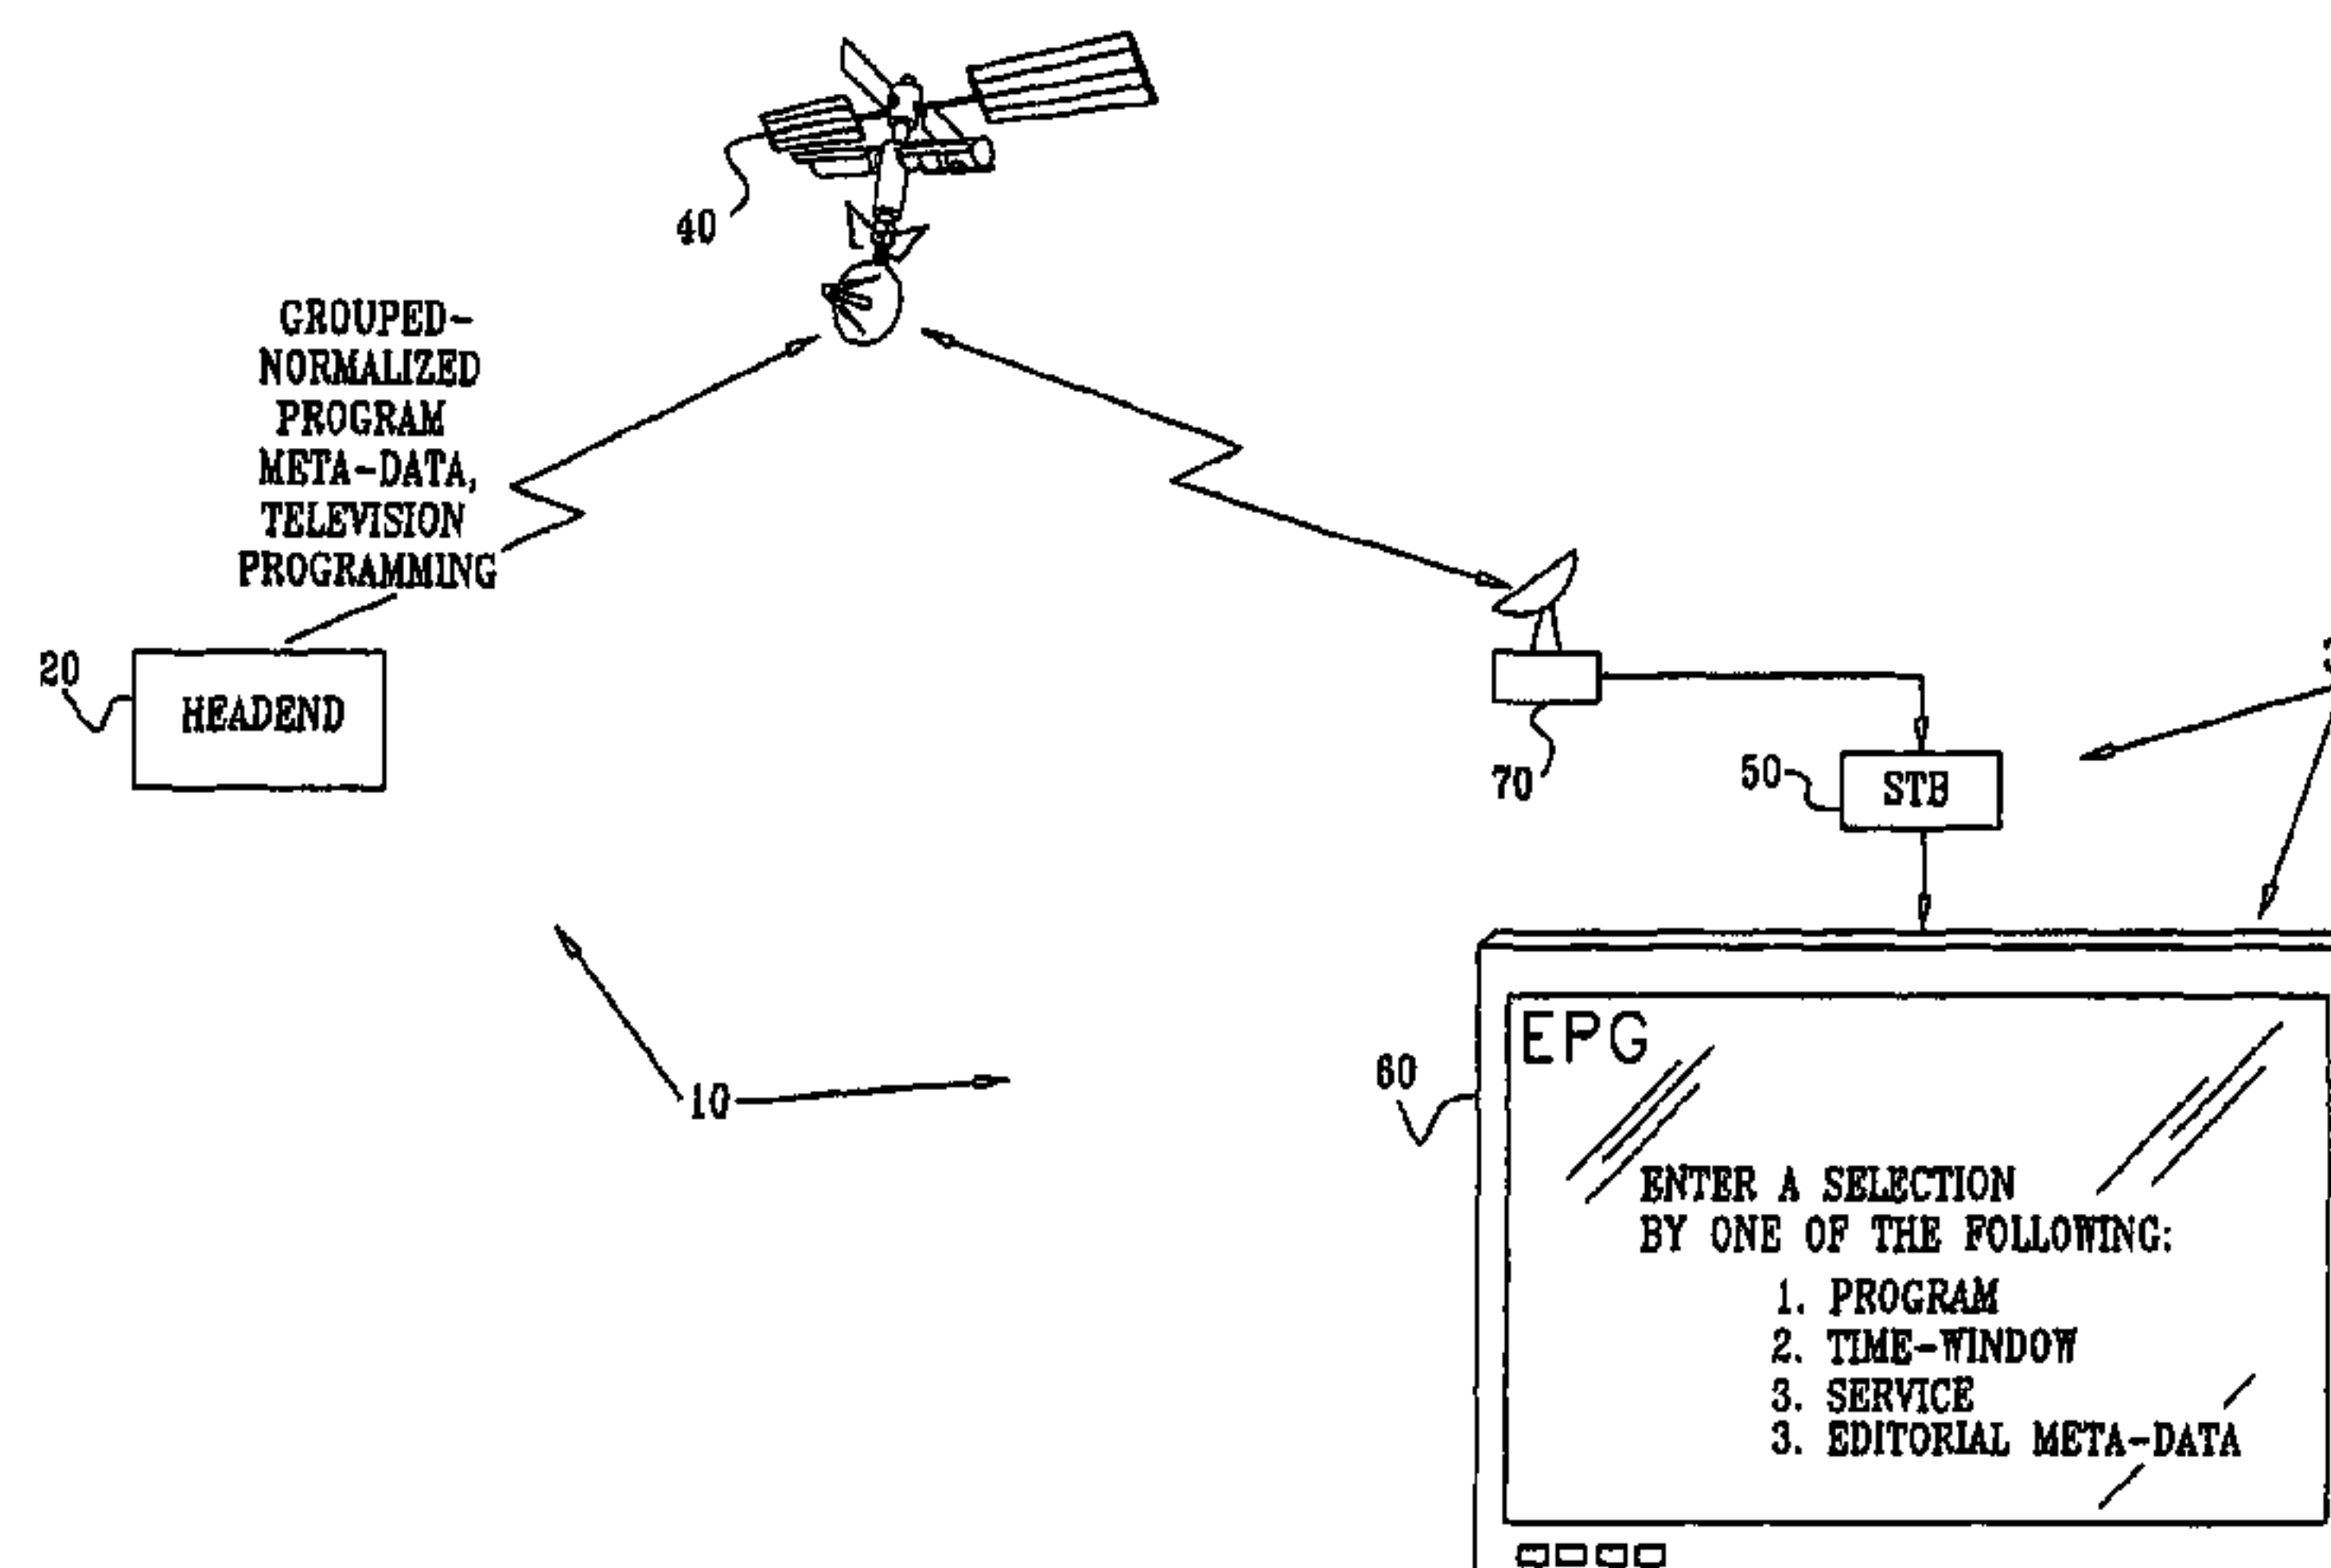 40
GROUPED-
NORMALIZED
PROGRAM
META-DATA,
TELEVISION
PROGRAMMING
20
HEADEND
70
50
STB
10
60
EPG
ENTER A SELECTION
BY ONE OF THE FOLLOWING:
1. PROGRAM
2. TIME-WINDOW
3. SERVICE
3. EDITORIAL META-DATA